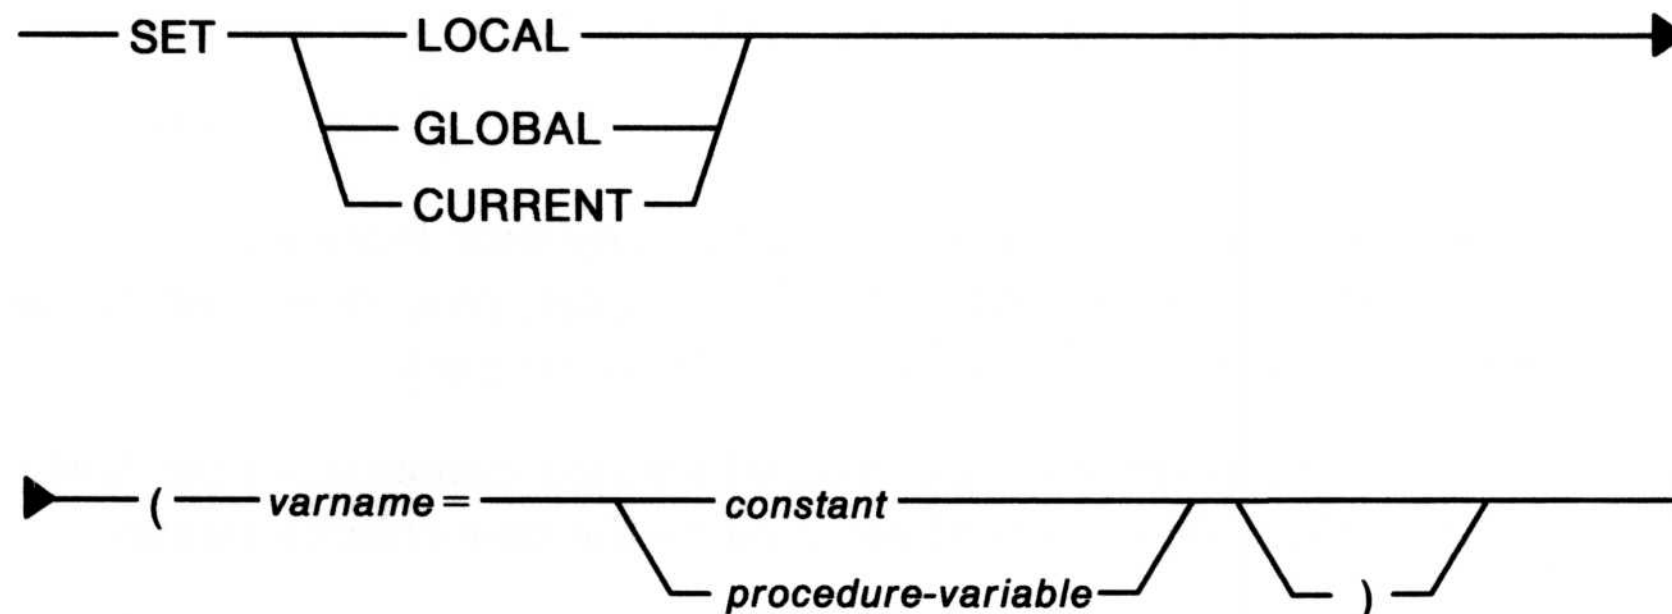 SET LOCAL
GLOBAL
CURRENT
( varname= constant
procedure-variable )